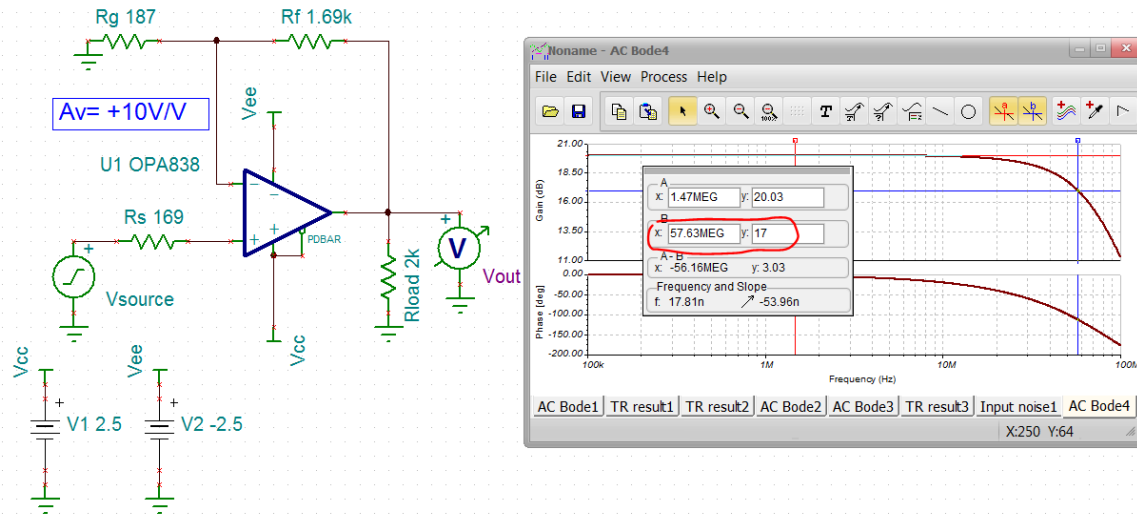 Rg 187
Rf 1.69k
Av= +10V/V
Vee
U1 OPA838
Rs 169
PDBAR
+
V
Vout
Vsource
Rload 2k
Vcc
Vcc
Vee
V1 2.5
V2 -2.5
Noname - AC Bode4
File Edit View Process Help
T
a
b
100%
21.00
18.50
16.00
13.50
11.00
Gain (dB)
A
x: 1.47MEG y: 20.03
B
x: 57.63MEG y: 17
A - B
x: -56.16MEG y: 3.03
Frequency and Slope
f: 17.81n -53.96n
0.00
-50.00
-100.00
-150.00
-200.00
Phase [deg]
100k 1M 10M 100M
Frequency (Hz)
AC Bode1 TR result1 TR result2 AC Bode2 AC Bode3 TR result3 Input noise1 AC Bode4
X:250 Y:64